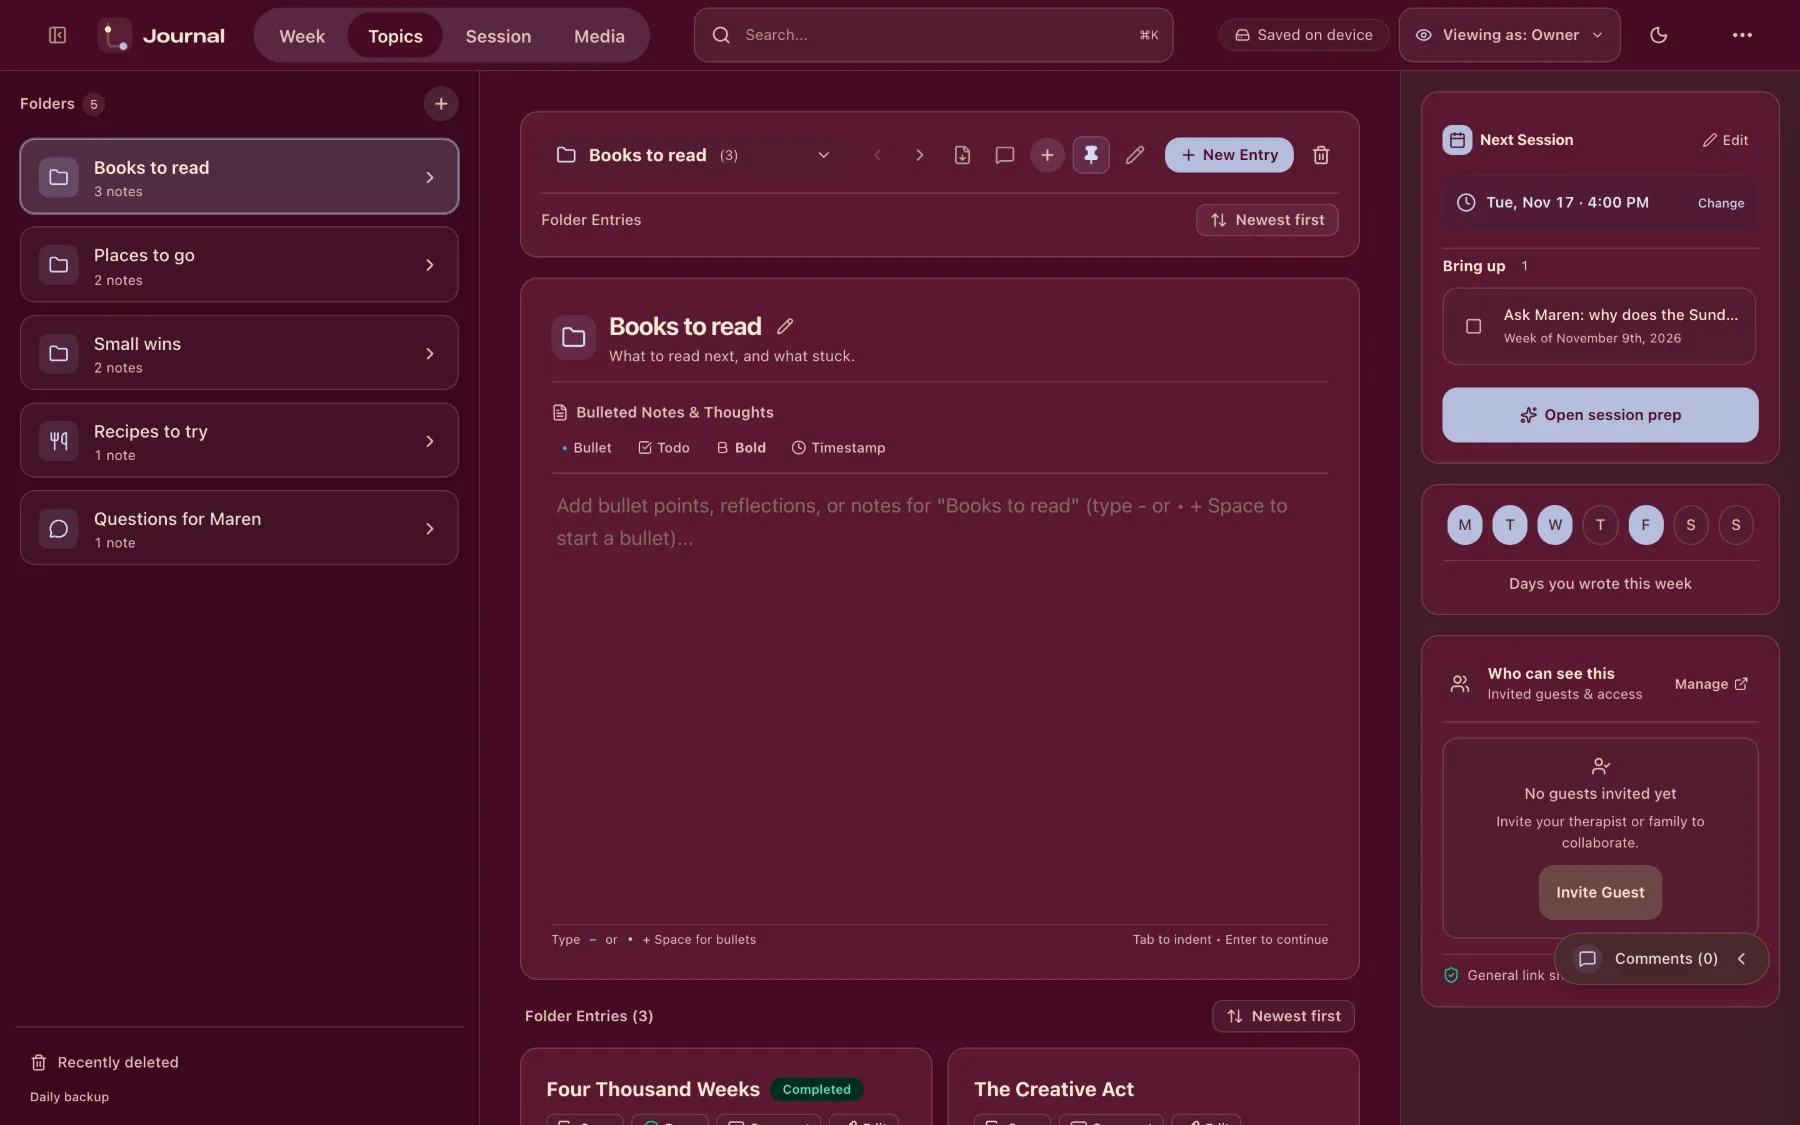 Journal
Week
Topics
Session
Media
Search...
⌘K
Saved on device
Viewing as: Owner
Folders 5
Books to read
3 notes
Places to go
2 notes
Small wins
2 notes
Recipes to try
1 note
Questions for Maren
1 note
Recently deleted
Daily backup
Books to read (3)
New Entry
Folder Entries
Newest first
Books to read
What to read next, and what stuck.
Bulleted Notes & Thoughts
• Bullet
Todo
B Bold
Timestamp
Add bullet points, reflections, or notes for "Books to read" (type - or • + Space to
start a bullet)...
Type – or • + Space for bullets
Tab to indent • Enter to continue
Folder Entries (3)
Newest first
Four Thousand Weeks
Completed
The Creative Act
Next Session
Edit
Tue, Nov 17 · 4:00 PM
Change
Bring up 1
Ask Maren: why does the Sund...
Week of November 9th, 2026
Open session prep
M T W T F S S
Days you wrote this week
Who can see this
Invited guests & access
Manage
No guests invited yet
Invite your therapist or family to
collaborate.
Invite Guest
General link
Comments (0)